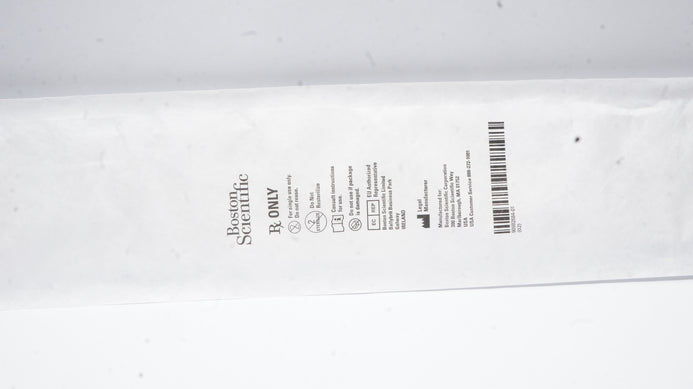 Boston
Scientific
Rx ONLY
For single use only.
Do not reuse.
2
STERILIZE
Do Not
Resterilize
Consult instructions
for use.
Do not use if package
is damaged.
EC REP
EU Authorized
Representative
Boston Scientific Limited
Ballybrit Business Park
Galway
IRELAND
Legal
Manufacturer
Manufactured for:
Boston Scientific Corporation
300 Boston Scientific Way
Marlborough, MA 01752
USA
USA Customer Service 888-272-1001